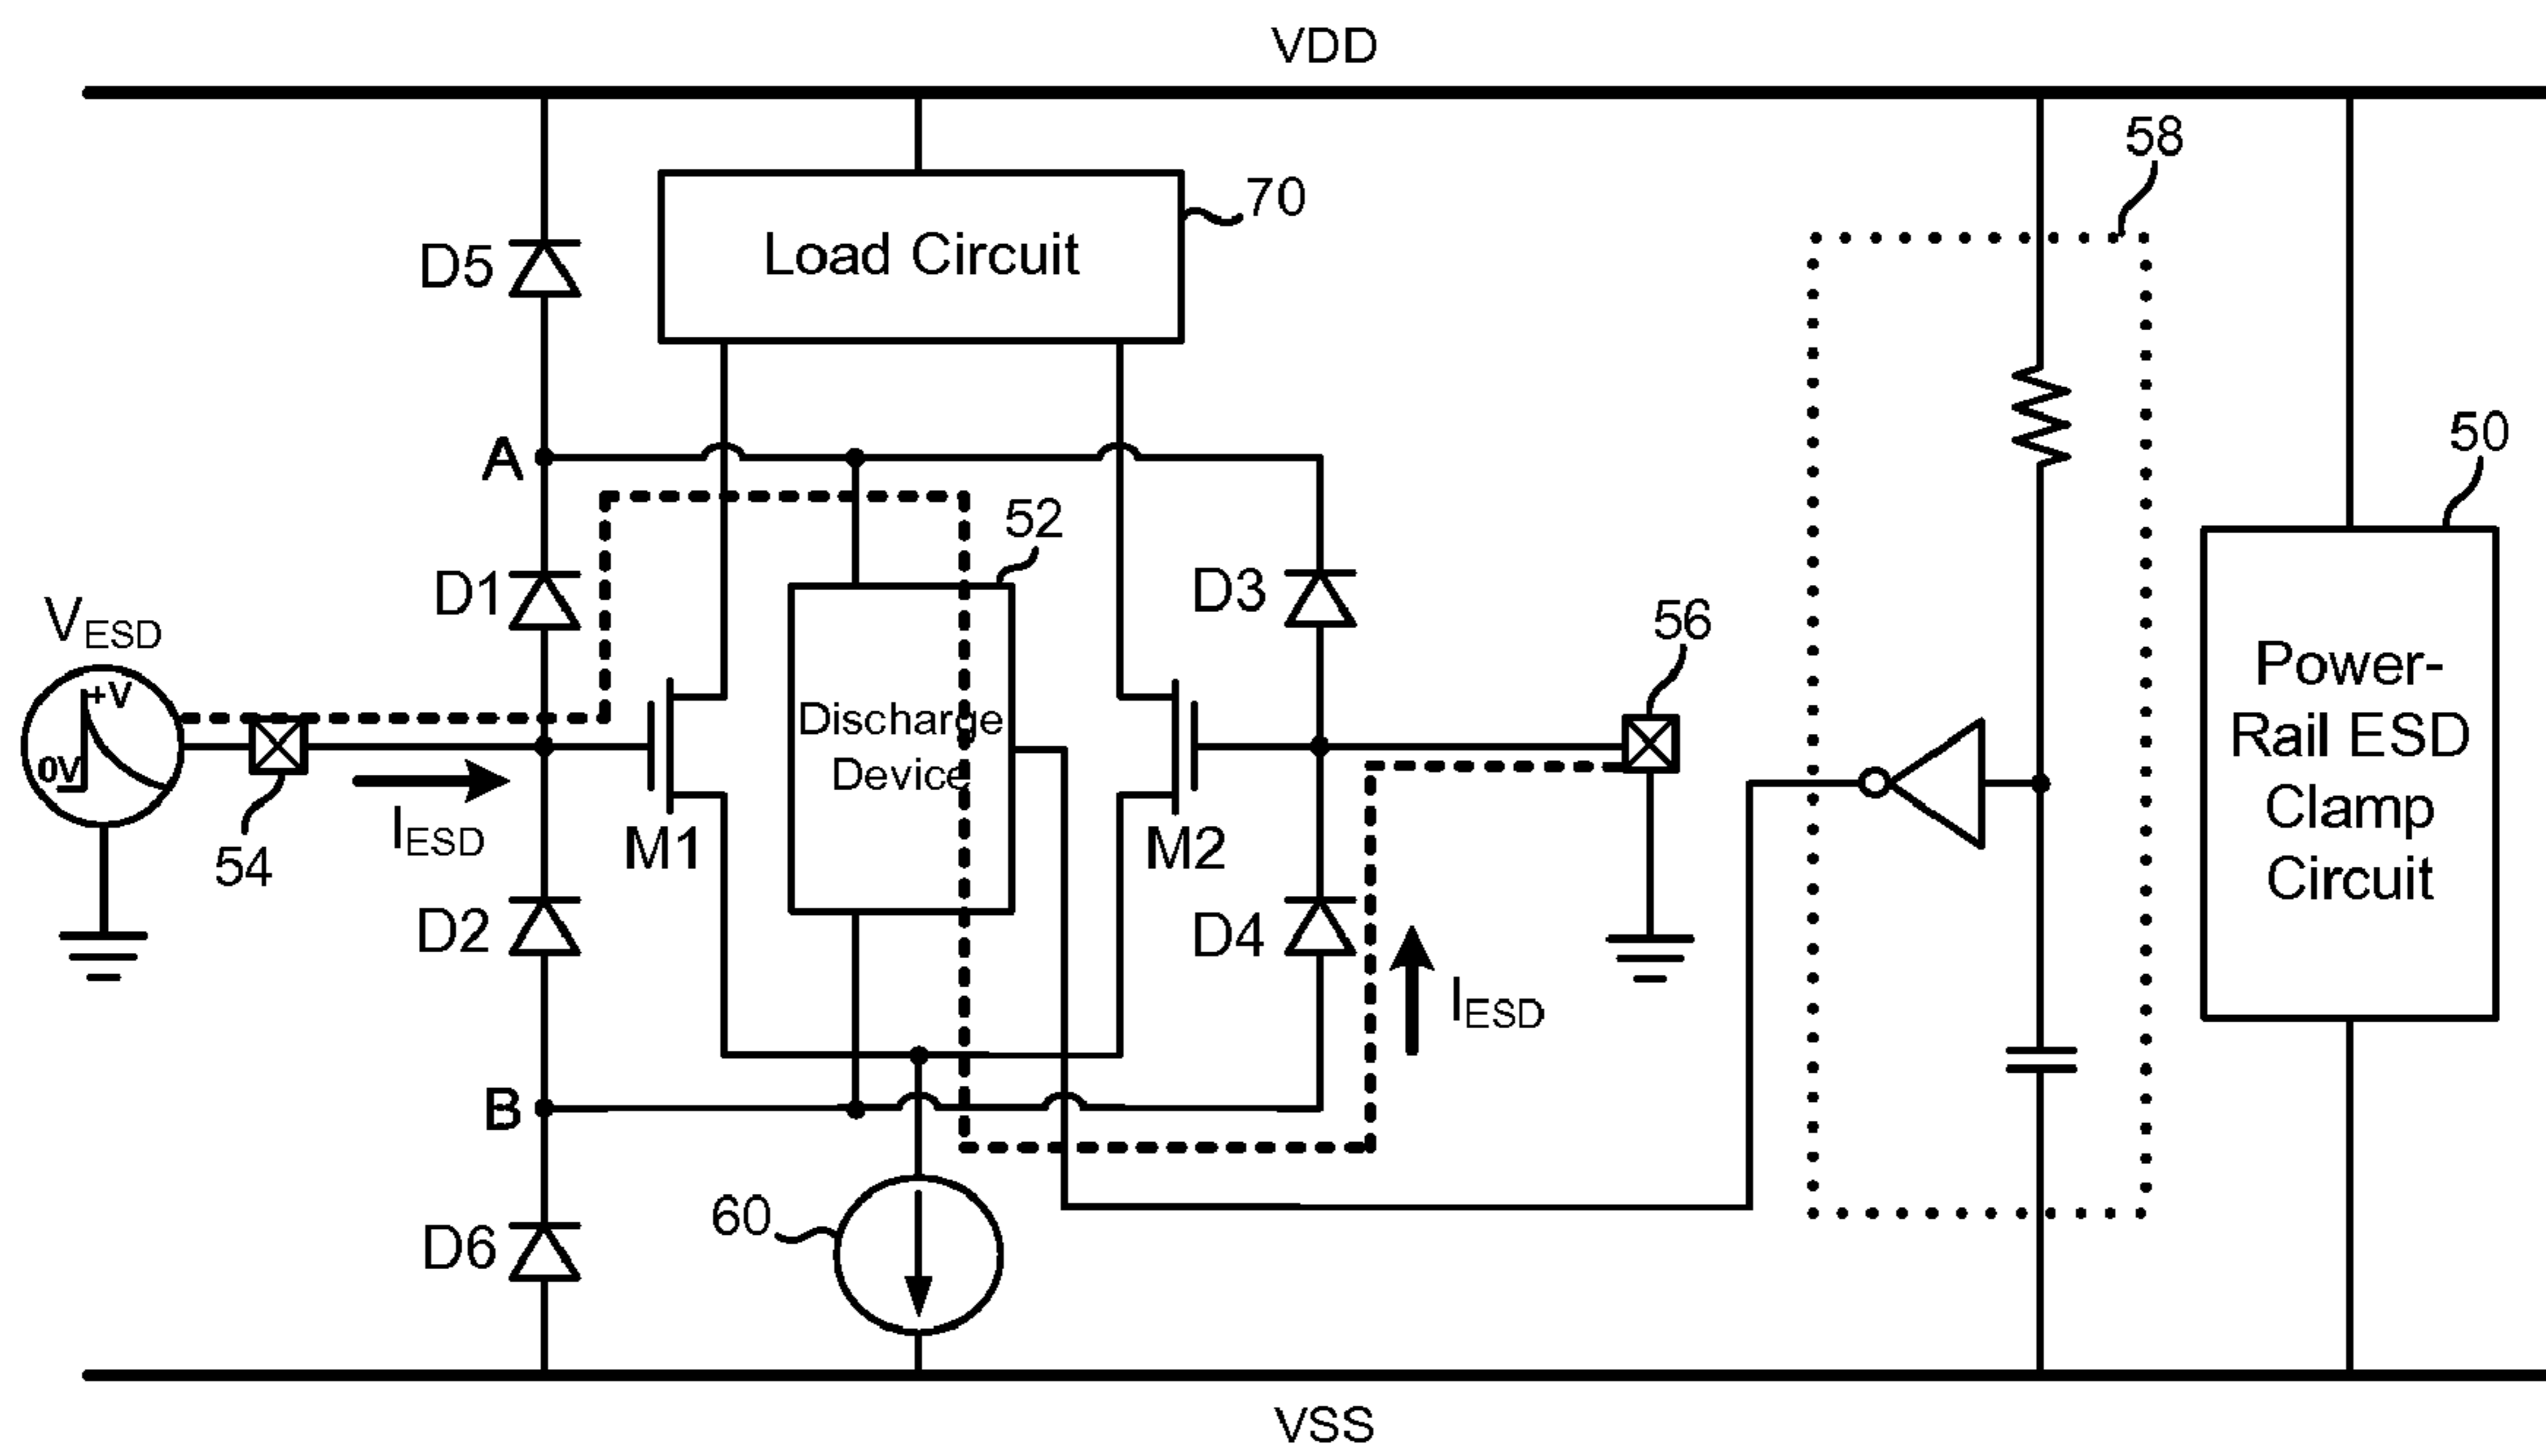 VDD
58
70
Load Circuit
D5
50
A
52
D1
D3
56
VESD
+V
0V
Power-
Rail ESD
Clamp
Circuit
Discharge
Device
IESD
54
M1
M2
D2
D4
IESD
B
60
D6
VSS